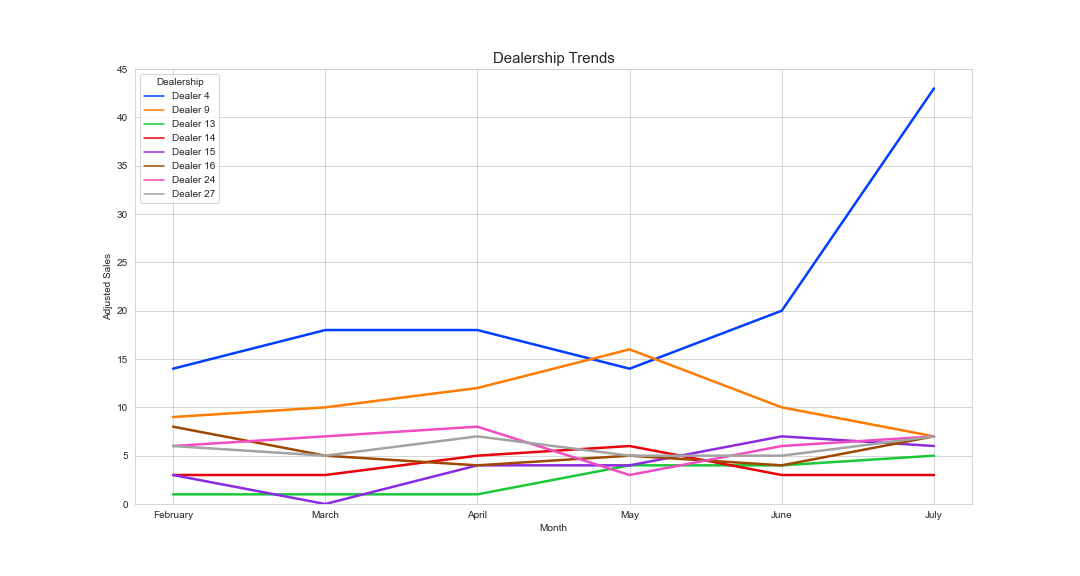 Dealership Trends
45
40
35
30
25
20
15
10
5
0
Adjusted Sales
Dealership
Dealer 4
Dealer 9
Dealer 13
Dealer 14
Dealer 15
Dealer 16
Dealer 24
Dealer 27
February March April May June July
Month